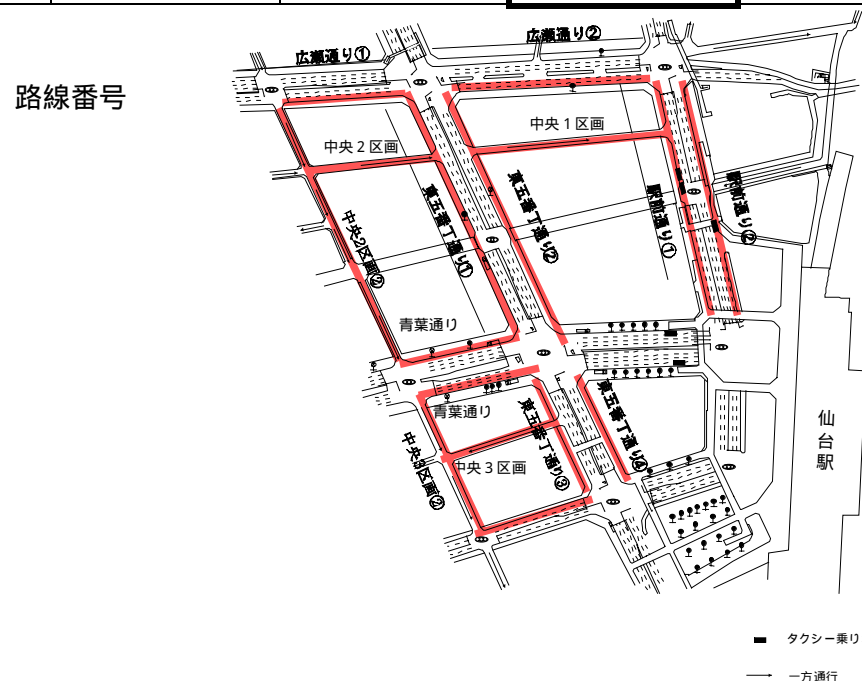 広瀬通り②
広瀬通り①
路線番号
中央１区画
中央２区画
東五番丁通り①
東五番丁通り②
駅前通り①
駅前通り②
中央2区画②
青葉通り
青葉通り
東五番丁通り③
東五番丁通り④
中央3区画②
中央３区画
仙台駅
タクシー乗り
一方通行